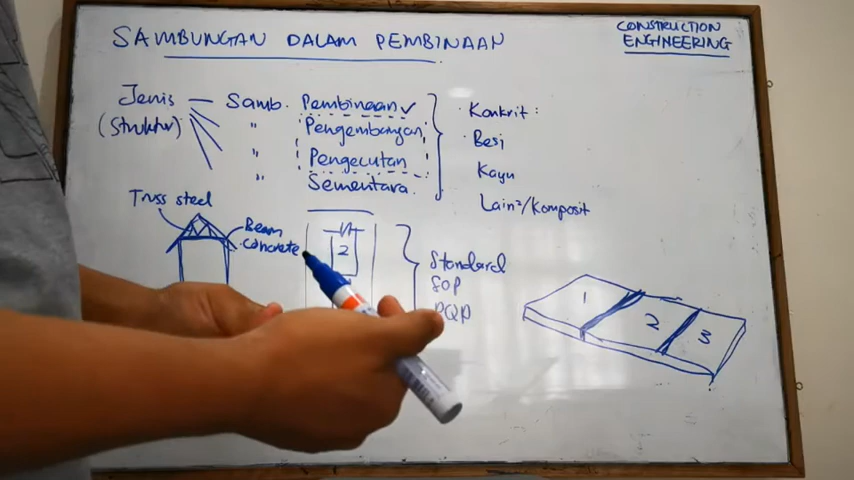 SAMBUNGAN DALAM PEMBINAAN
CONSTRUCTION
ENGINEERING
Jenis
(Struktur)
Samb. Pembinaan ✓
" Pengembangan
" Pengecutan
" Sementara.
· Konkrit :
· Besi
Kayu
Lain²/Komposit
Truss steel
Beam
concrete
2
Standard
SOP
PQP
1
2
3